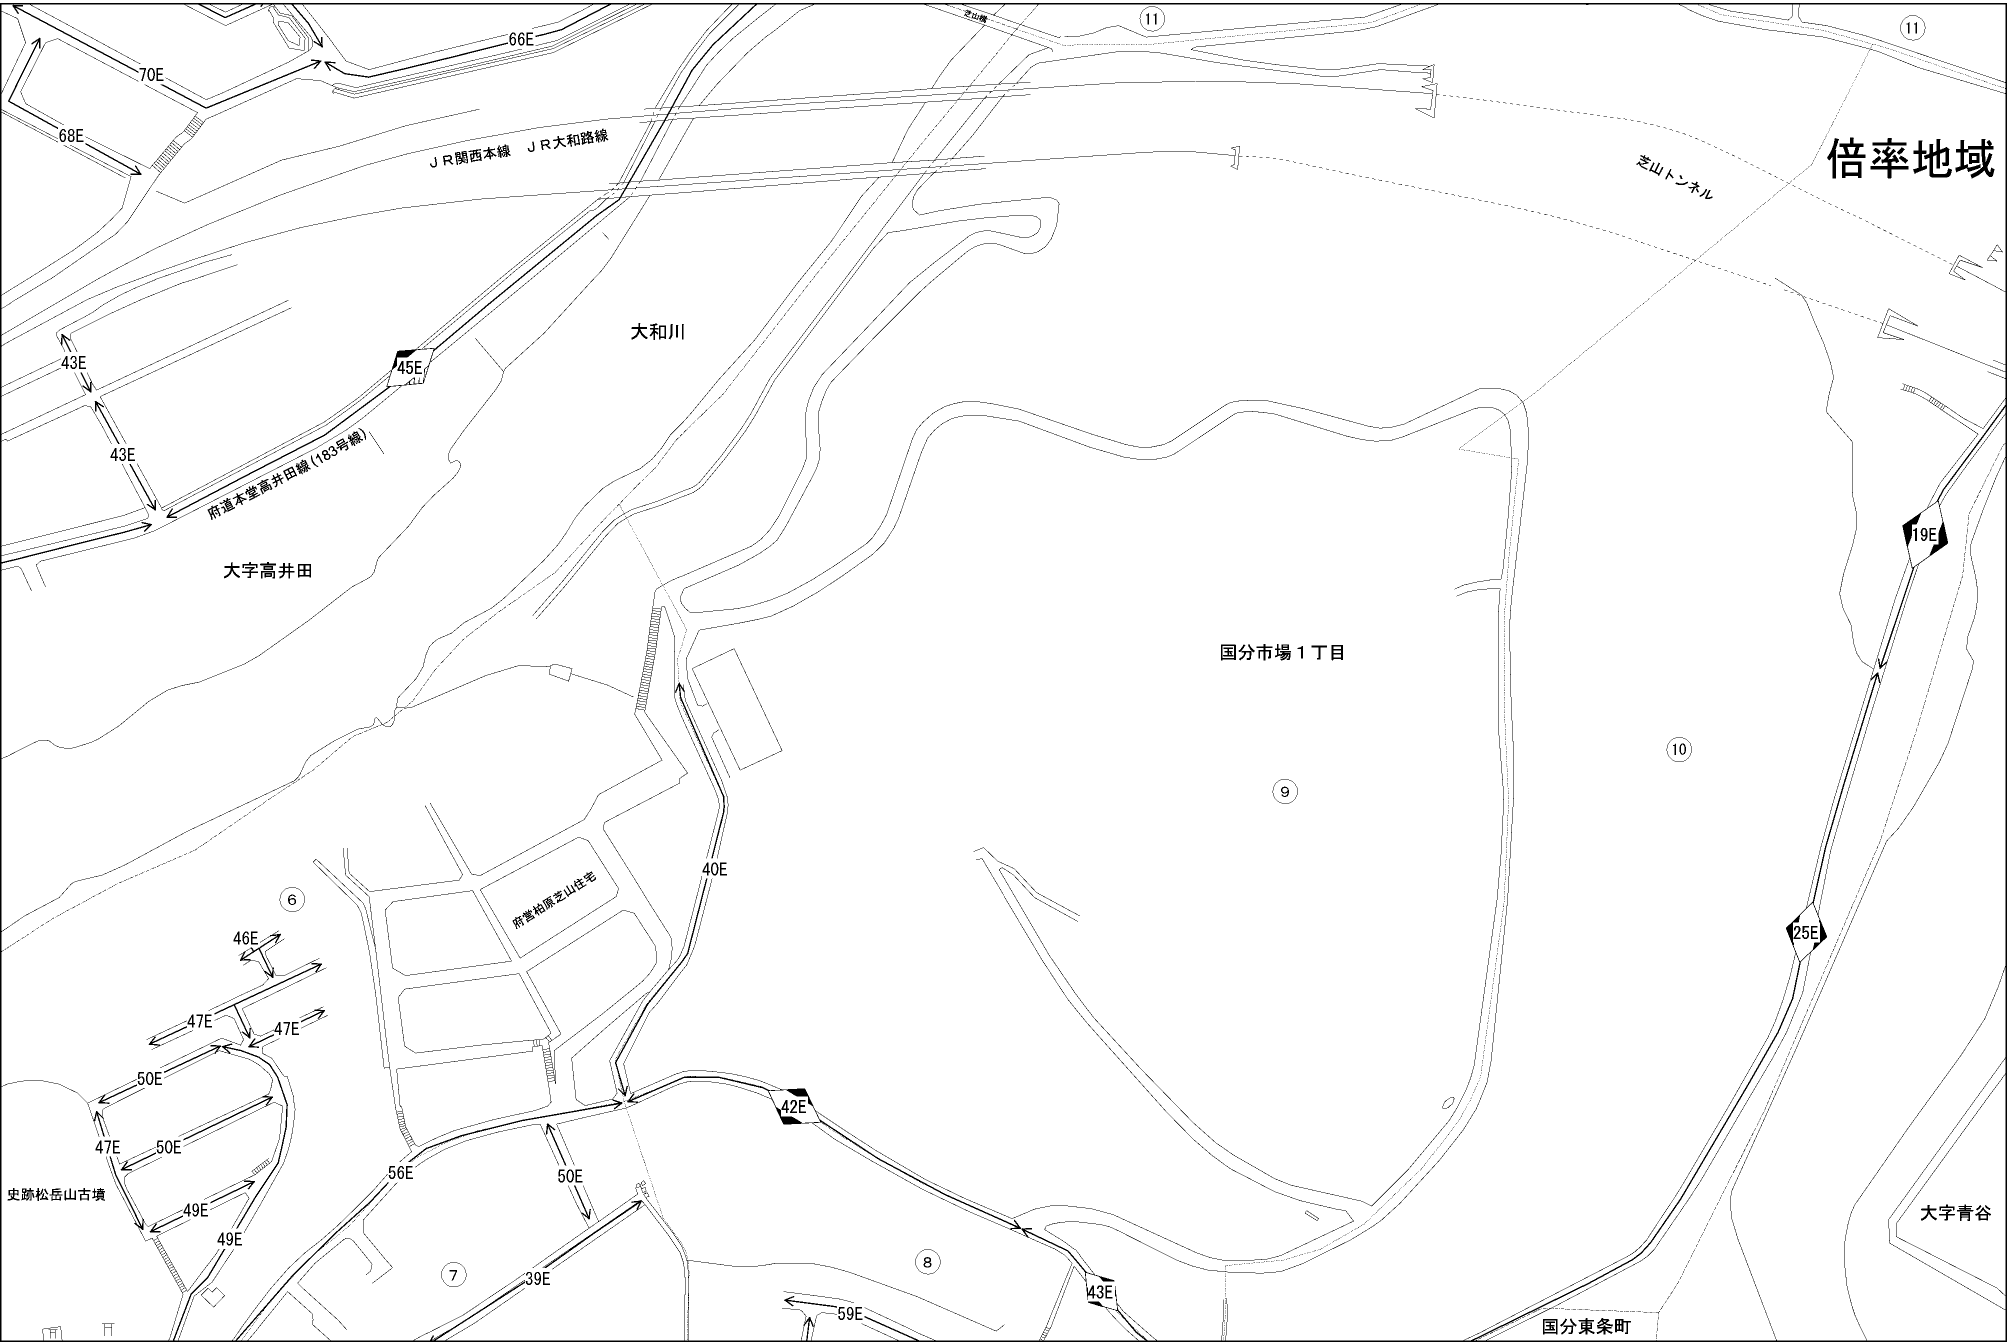 芝山橋
11
11
66E
70E
68E
ＪＲ関西本線　ＪＲ大和路線
倍率地域
芝山トンネル
大和川
43E
45E
43E
府道本堂高井田線(183号線)
19E
大字高井田
国分市場１丁目
10
9
40E
府営柏原芝山住宅
6
25E
46E
47E
47E
50E
42E
47E
50E
56E
50E
史跡松岳山古墳
49E
49E
大字青谷
8
7
39E
43E
59E
国分東条町